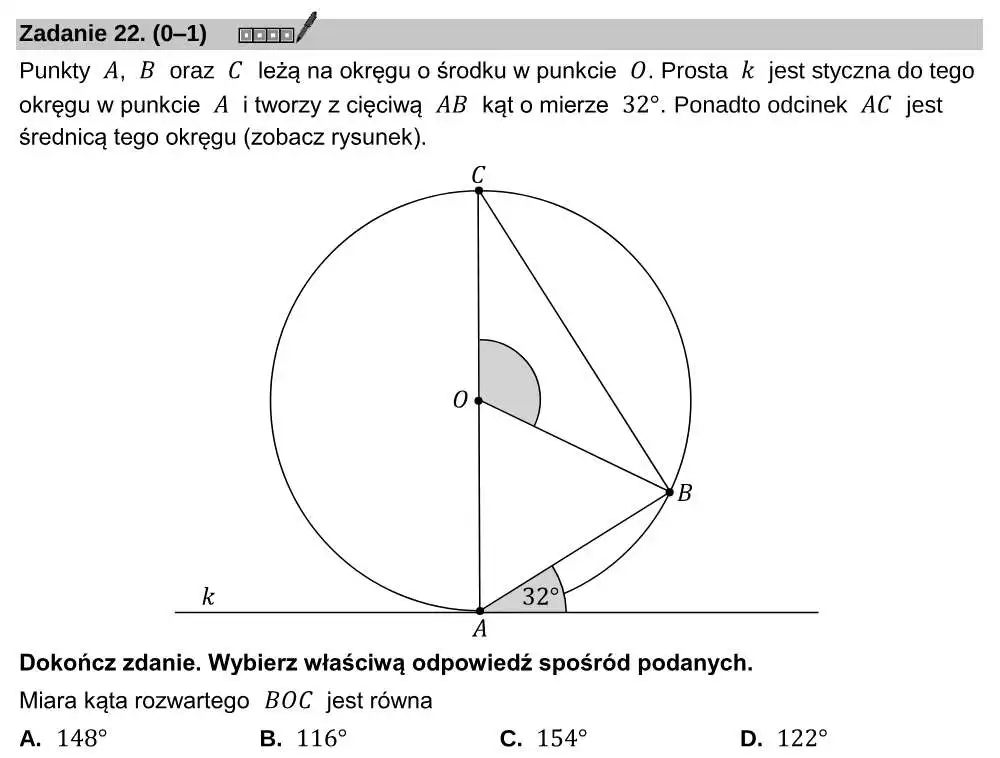 Zadanie 22. (0–1)
Punkty A, B oraz C leżą na okręgu o środku w punkcie O. Prosta k jest styczna do tego
okręgu w punkcie A i tworzy z cięciwą AB kąt o mierze 32°. Ponadto odcinek AC jest
średnicą tego okręgu (zobacz rysunek).
C
O
B
k
32°
A
Dokończ zdanie. Wybierz właściwą odpowiedź spośród podanych.
Miara kąta rozwartego BOC jest równa
A. 148° B. 116° C. 154° D. 122°